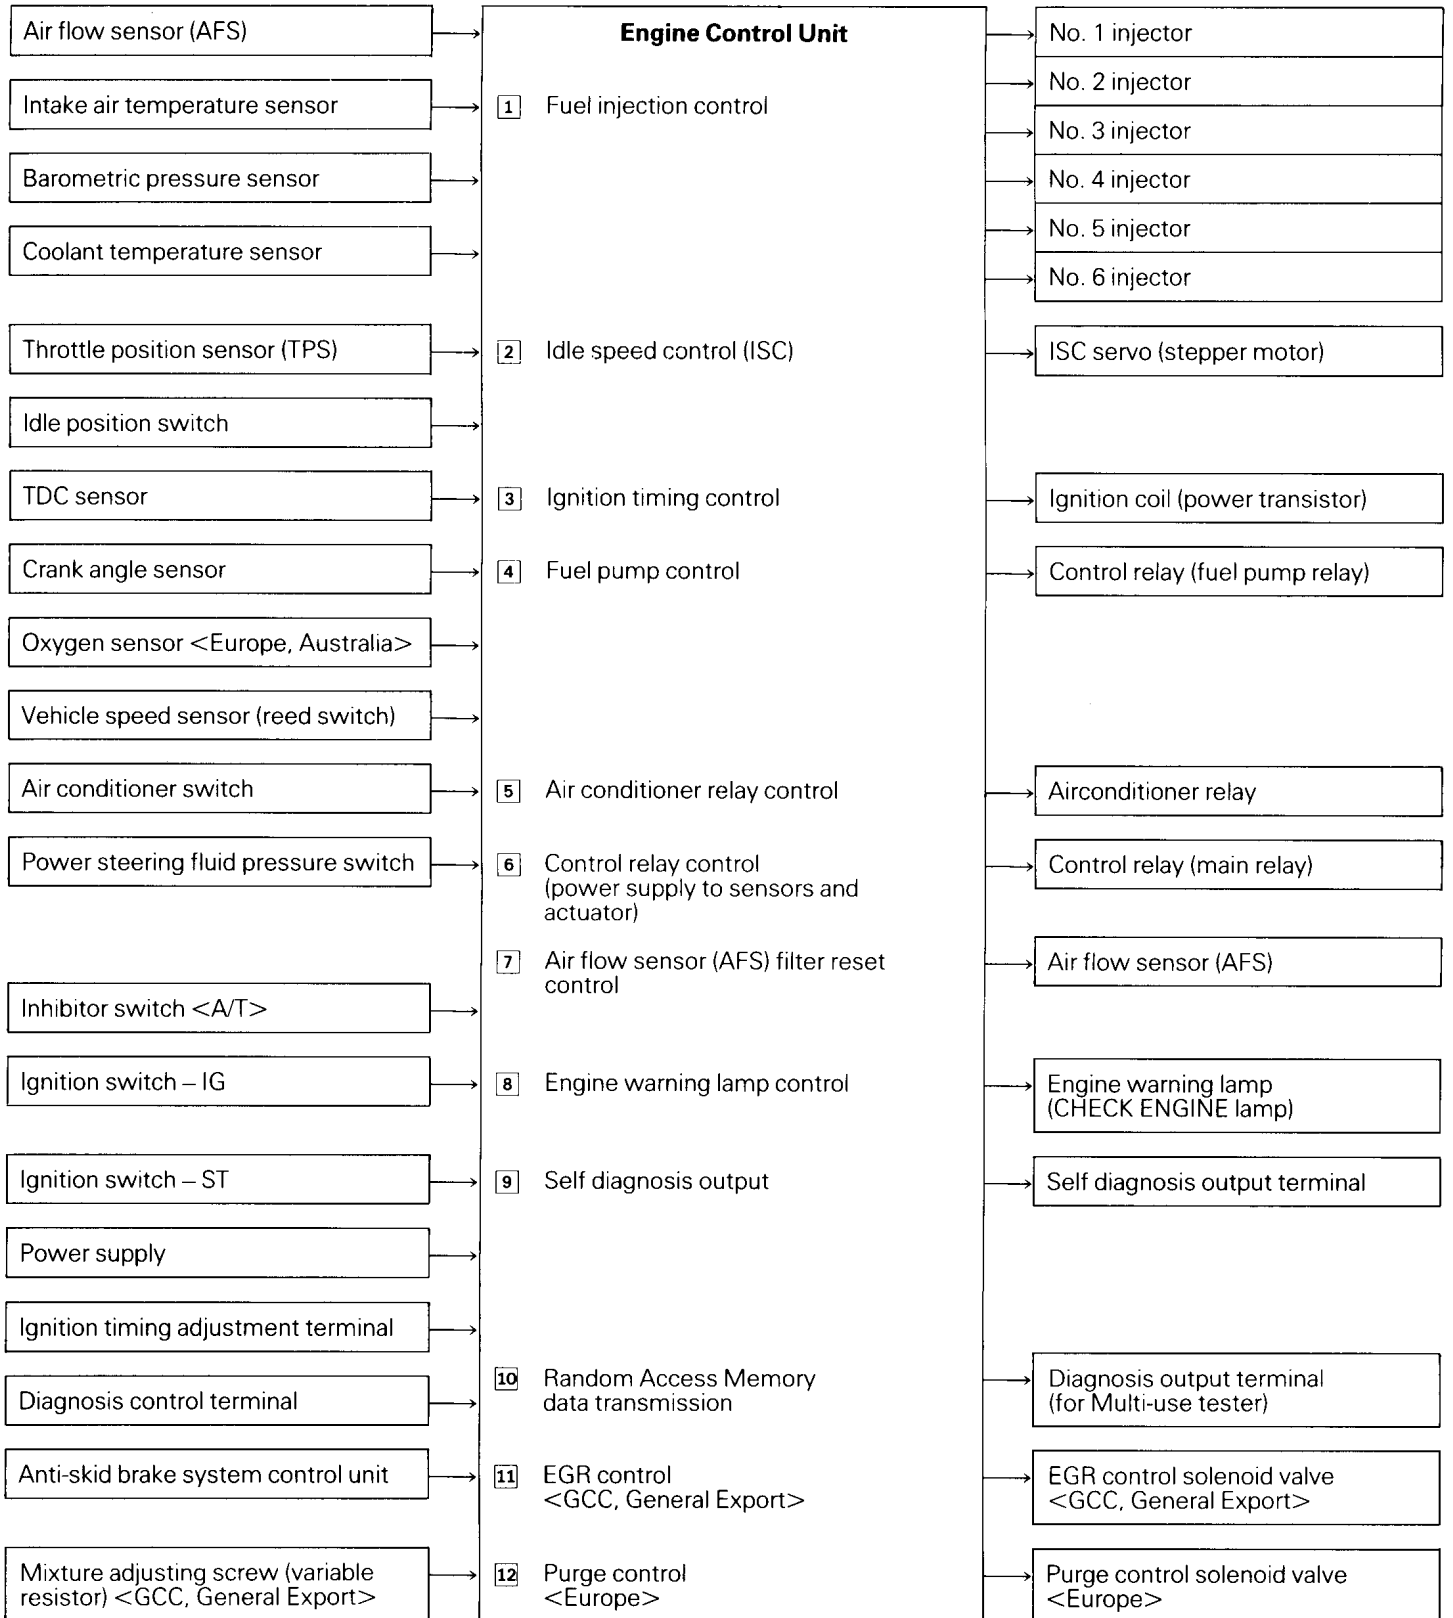 Air flow sensor (AFS)
Intake air temperature sensor
Barometric pressure sensor
Coolant temperature sensor
Throttle position sensor (TPS)
Idle position switch
TDC sensor
Crank angle sensor
Oxygen sensor <Europe, Australia>
Vehicle speed sensor (reed switch)
Air conditioner switch
Power steering fluid pressure switch
Inhibitor switch <A/T>
Ignition switch – IG
Ignition switch – ST
Power supply
Ignition timing adjustment terminal
Diagnosis control terminal
Anti-skid brake system control unit
Mixture adjusting screw (variable
resistor) <GCC, General Export>
Engine Control Unit
1 Fuel injection control
2 Idle speed control (ISC)
3 Ignition timing control
4 Fuel pump control
5 Air conditioner relay control
6 Control relay control
(power supply to sensors and
actuator)
7 Air flow sensor (AFS) filter reset
control
8 Engine warning lamp control
9 Self diagnosis output
10 Random Access Memory
data transmission
11 EGR control
<GCC, General Export>
12 Purge control
<Europe>
No. 1 injector
No. 2 injector
No. 3 injector
No. 4 injector
No. 5 injector
No. 6 injector
ISC servo (stepper motor)
Ignition coil (power transistor)
Control relay (fuel pump relay)
Airconditioner relay
Control relay (main relay)
Air flow sensor (AFS)
Engine warning lamp
(CHECK ENGINE lamp)
Self diagnosis output terminal
Diagnosis output terminal
(for Multi-use tester)
EGR control solenoid valve
<GCC, General Export>
Purge control solenoid valve
<Europe>